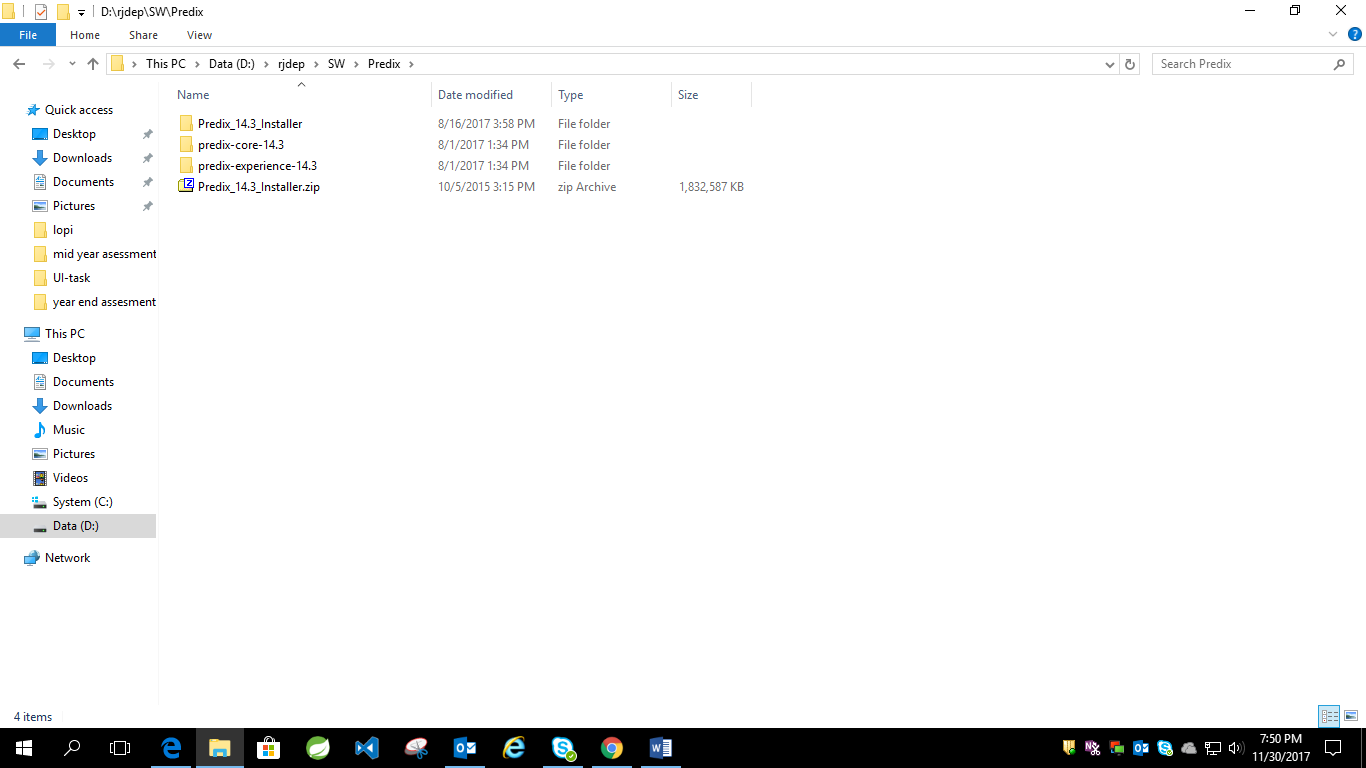 D:\rjdep\SW\Predix
File Home Share View
This PC Data (D:) rjdep SW Predix
Search Predix
Name Date modified Type Size
Quick access
Desktop
Downloads
Documents
Pictures
lopi
mid year asessment
UI-task
year end assesment
This PC
Desktop
Documents
Downloads
Music
Pictures
Videos
System (C:)
Data (D:)
Network
Predix_14.3_Installer 8/16/2017 3:58 PM File folder
predix-core-14.3 8/1/2017 1:34 PM File folder
predix-experience-14.3 8/1/2017 1:34 PM File folder
Predix_14.3_Installer.zip 10/5/2015 3:15 PM zip Archive 1,832,587 KB
4 items
7:50 PM
11/30/2017